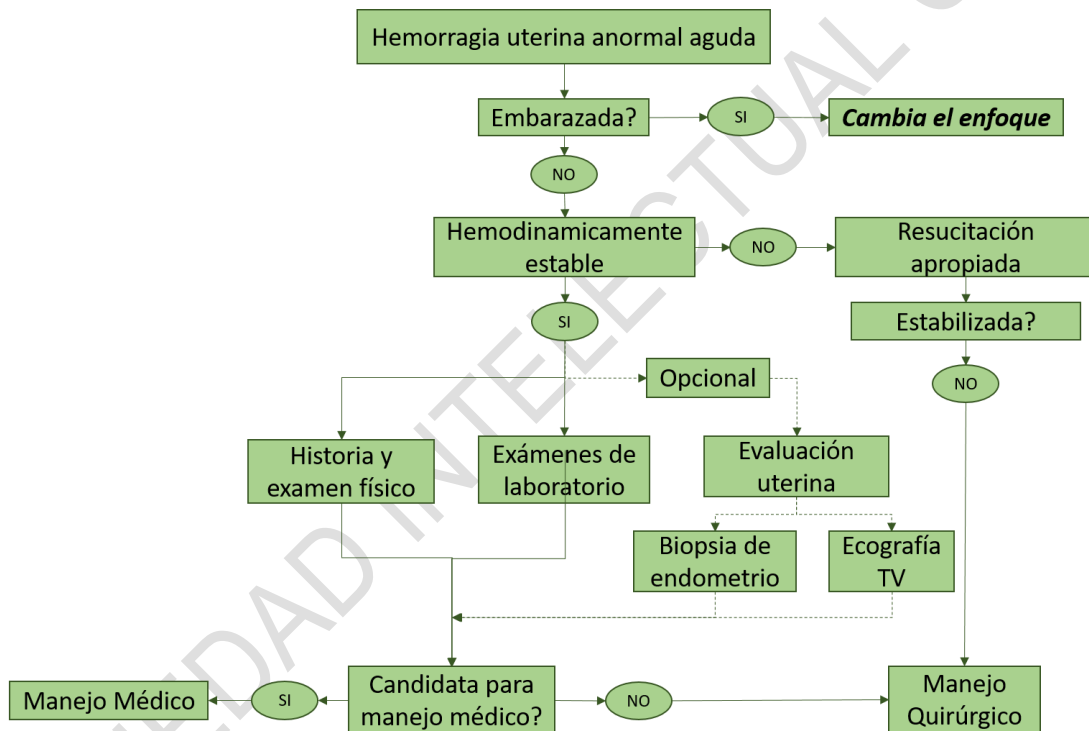 Hemorragia uterina anormal aguda
Embarazada?
SI
Cambia el enfoque
NO
Hemodinamicamente
estable
NO
Resucitación
apropiada
SI
Estabilizada?
NO
Opcional
Historia y
examen físico
Exámenes de
laboratorio
Evaluación
uterina
Biopsia de
endometrio
Ecografía
TV
Manejo Médico
SI
Candidata para
manejo médico?
NO
Manejo
Quirúrgico
EDAD INTELECTUAL